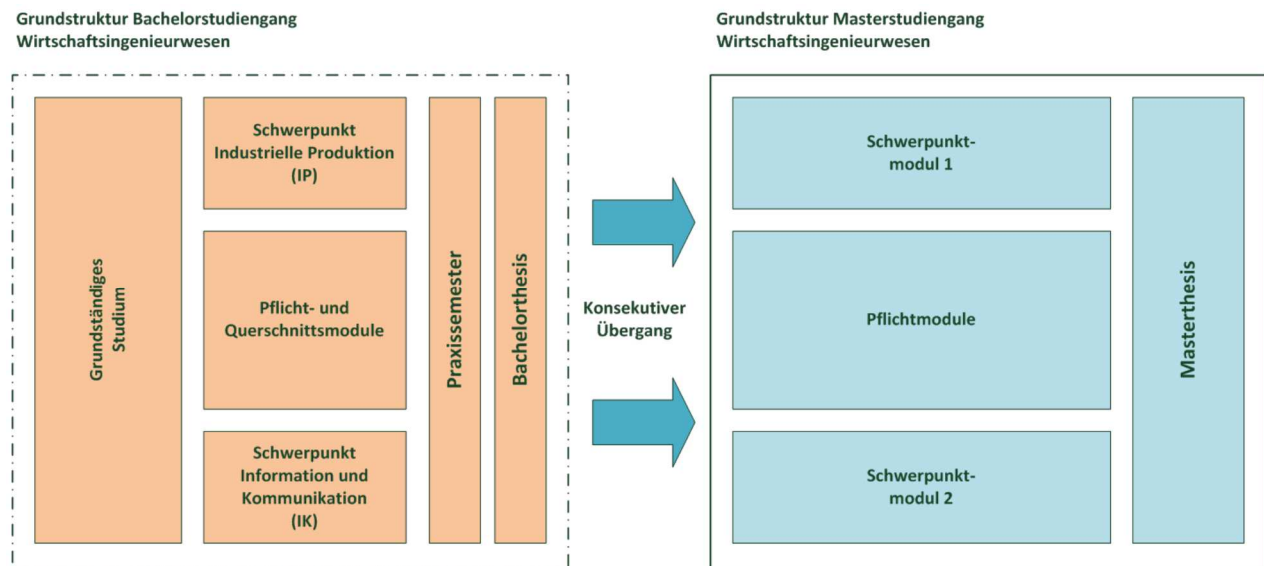 Grundstruktur Bachelorstudiengang
Wirtschaftsingenieurwesen
Grundständiges
Studium
Schwerpunkt
Industrielle Produktion
(IP)
Pflicht- und
Querschnittsmodule
Schwerpunkt
Information und
Kommunikation
(IK)
Praxissemester
Bachelorthesis
Konsekutiver
Übergang
Grundstruktur Masterstudiengang
Wirtschaftsingenieurwesen
Schwerpunkt-
modul 1
Pflichtmodule
Schwerpunkt-
modul 2
Masterthesis